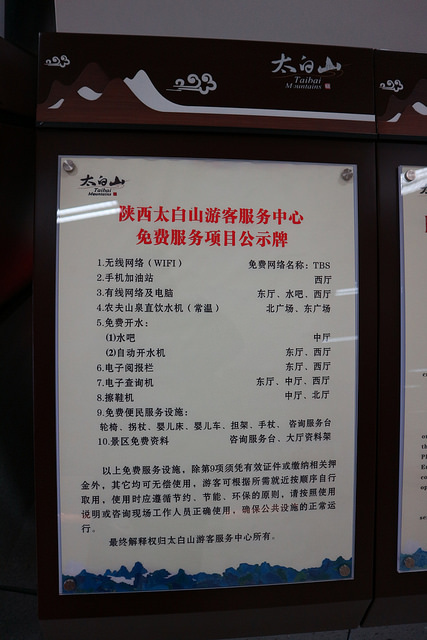 太白山
Taibai
Mountains
太白山
Taibai
Mountains
陕西太白山游客服务中心
免费服务项目公示牌
1.无线网络（WIFI） 免费网络名称：TBS
2.手机加油站 西厅
3.有线网络及电脑 东厅、水吧、西厅
4.农夫山泉直饮水机（常温） 北广场、东广场
5.免费开水：
(1)水吧 中厅
(2)自动开水机 东厅、西厅
6.电子阅报栏 东厅、西厅
7.电子查询机 东厅、中厅、西厅
8.擦鞋机 中厅、北厅
9.免费便民服务设施：
轮椅、拐杖、婴儿床、婴儿车、担架、手杖、 咨询服务台
10.景区免费资料 咨询服务台、大厅资料架
以上免费服务设施，除第9项须凭有效证件或缴纳相关押
金外，其它均可无偿使用，游客可根据所需就近按顺序自行
取用，使用时应遵循节约、节能、环保的原则，请按照使用
说明或咨询现场工作人员正确使用，确保公共设施的正常运
行。
最终解释权归太白山游客服务中心所有。